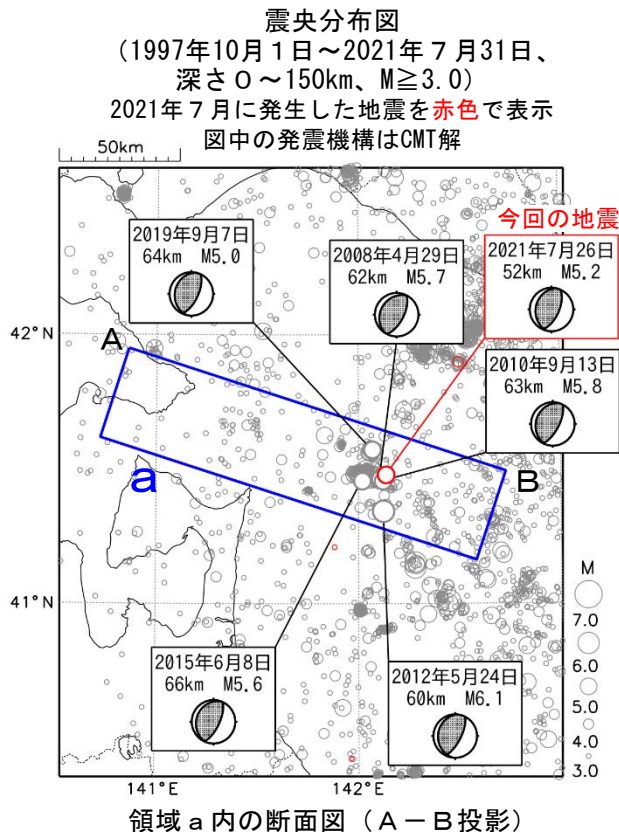 震央分布図
(1997年10月1日～2021年7月31日、
深さ0～150km、M≧3.0)
2021年7月に発生した地震を赤色で表示
図中の発震機構はCMT解
50km
今回の地震
2019年9月7日
64km M5.0
2008年4月29日
62km M5.7
2021年7月26日
52km M5.2
42°N
A
2010年9月13日
63km M5.8
a
B
41°N
M
7.0
6.0
5.0
4.0
3.0
2015年6月8日
66km M5.6
2012年5月24日
60km M6.1
141°E
142°E
領域a内の断面図(A－B投影)